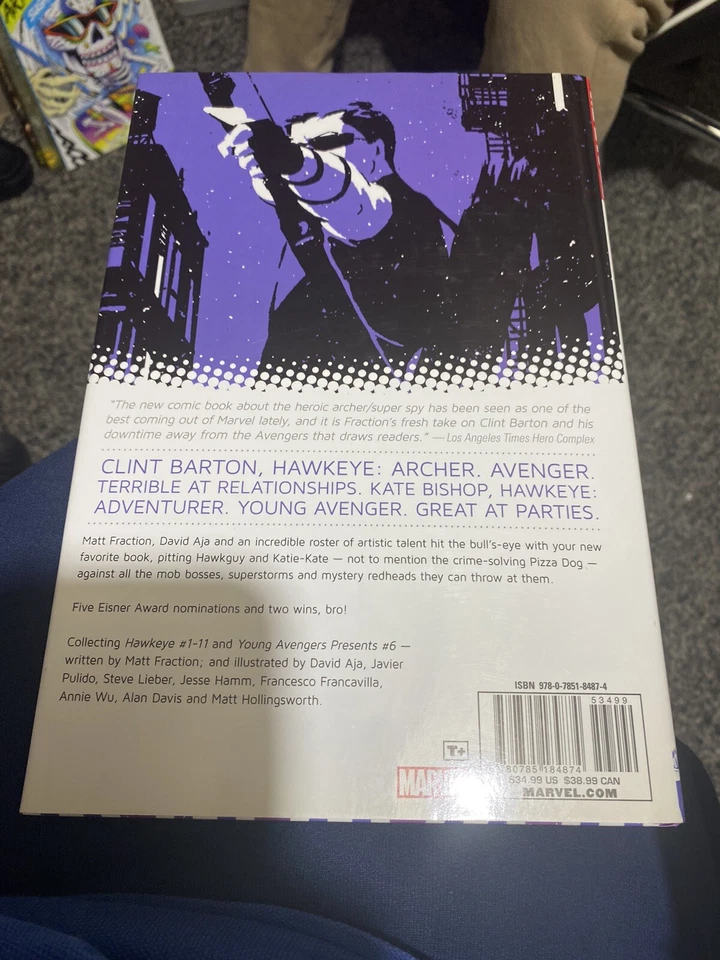 "The new comic book about the heroic archer/super spy has been seen as one of the
best coming out of Marvel lately, and it is Fraction's fresh take on Clint Barton and his
downtime away from the Avengers that draws readers." — Los Angeles Times Hero Complex
CLINT BARTON, HAWKEYE: ARCHER. AVENGER.
TERRIBLE AT RELATIONSHIPS. KATE BISHOP, HAWKEYE:
ADVENTURER. YOUNG AVENGER. GREAT AT PARTIES.
Matt Fraction, David Aja and an incredible roster of artistic talent hit the bull's-eye with your new
favorite book, pitting Hawkguy and Katie-Kate — not to mention the crime-solving Pizza Dog —
against all the mob bosses, superstorms and mystery redheads they can throw at them.
Five Eisner Award nominations and two wins, bro!
Collecting Hawkeye #1-11 and Young Avengers Presents #6 —
written by Matt Fraction; and illustrated by David Aja, Javier
Pulido, Steve Lieber, Jesse Hamm, Francesco Francavilla,
Annie Wu, Alan Davis and Matt Hollingsworth.
ISBN 978-0-7851-8487-4
53499
80785 184874
$34.99 US $38.99 CAN
T+
MARVEL.COM